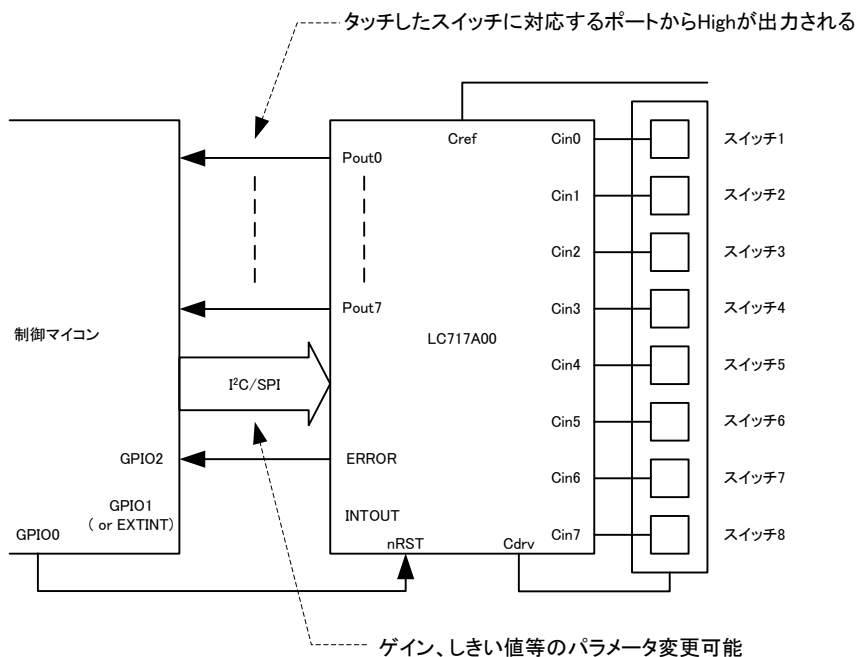 タッチしたスイッチに対応するポートからHighが出力される
Cref
Pout0
Cin0
スイッチ1
Cin1
スイッチ2
Cin2
スイッチ3
Pout7
Cin3
スイッチ4
制御マイコン
LC717A00
Cin4
スイッチ5
I²C/SPI
Cin5
スイッチ6
GPIO2
ERROR
Cin6
スイッチ7
GPIO1
( or EXTINT)
INTOUT
GPIO0
nRST
Cdrv
Cin7
スイッチ8
ゲイン、しきい値等のパラメータ変更可能